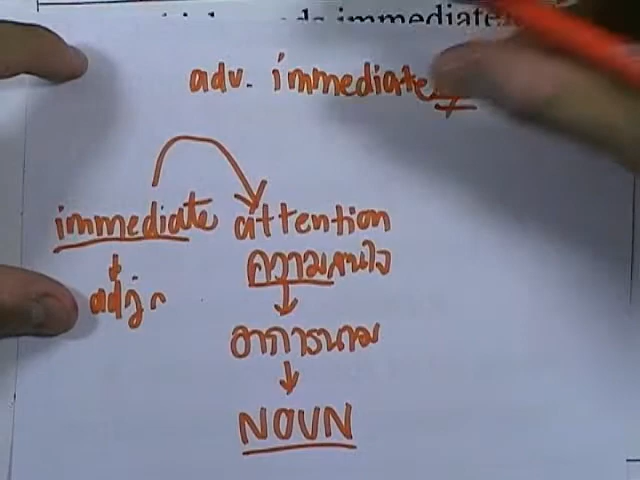 immediate
adv. immediate
immediate attention
ความสนใจ
adj.
อาการนาม
NOUN